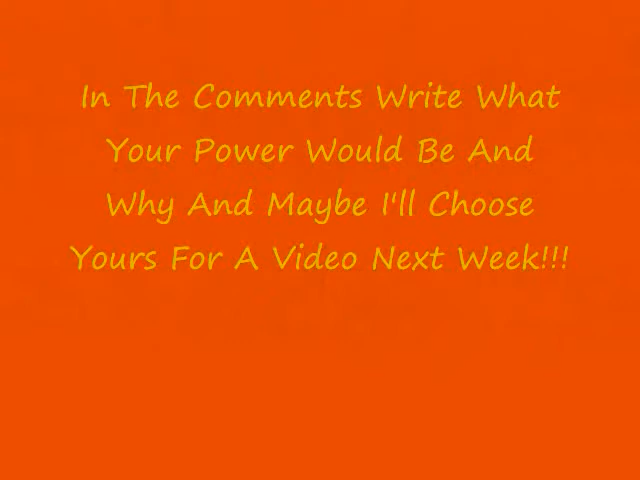 In The Comments Write What
Your Power Would Be And
Why And Maybe I'll Choose
Yours For A Video Next Week!!!